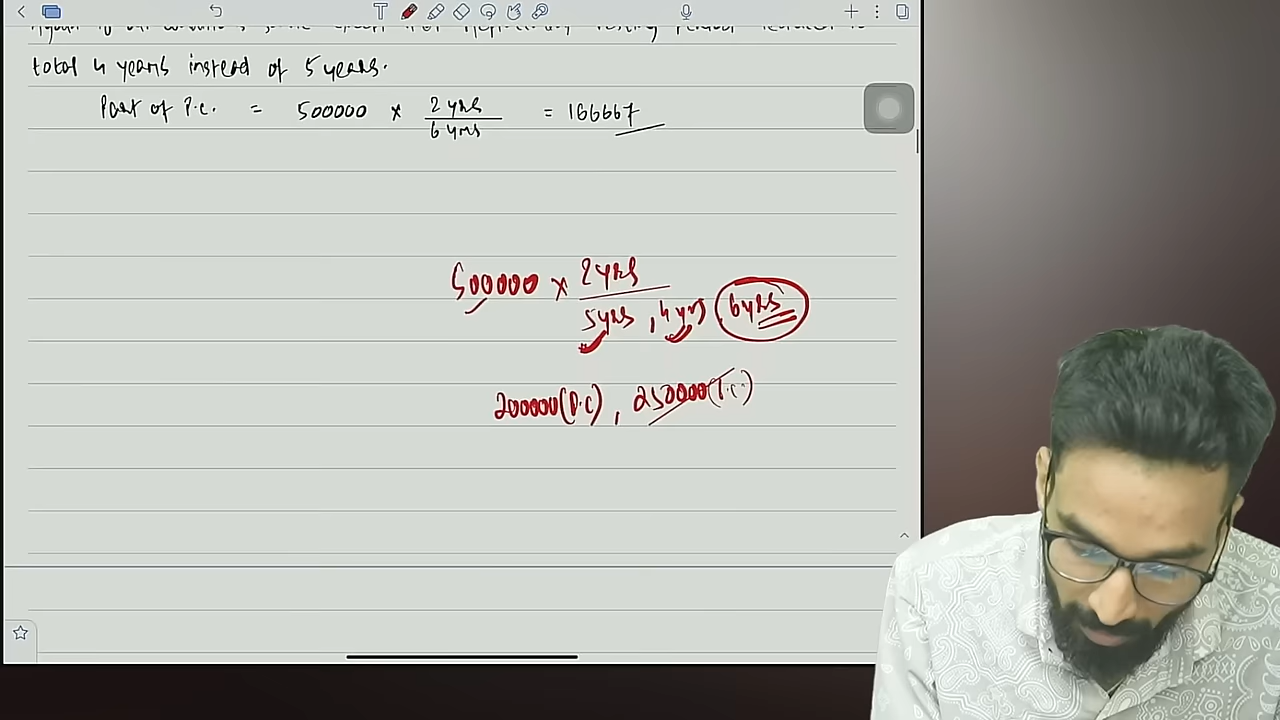 total 4 years instead of 5 years.
Part of P.C. = 500000 × 2 yrs / 6 yrs = 166667
500000 × 2 yrs / 5 yrs, 4 yrs 6 yrs
200000 (P.C), 250000 (P.C.)
T